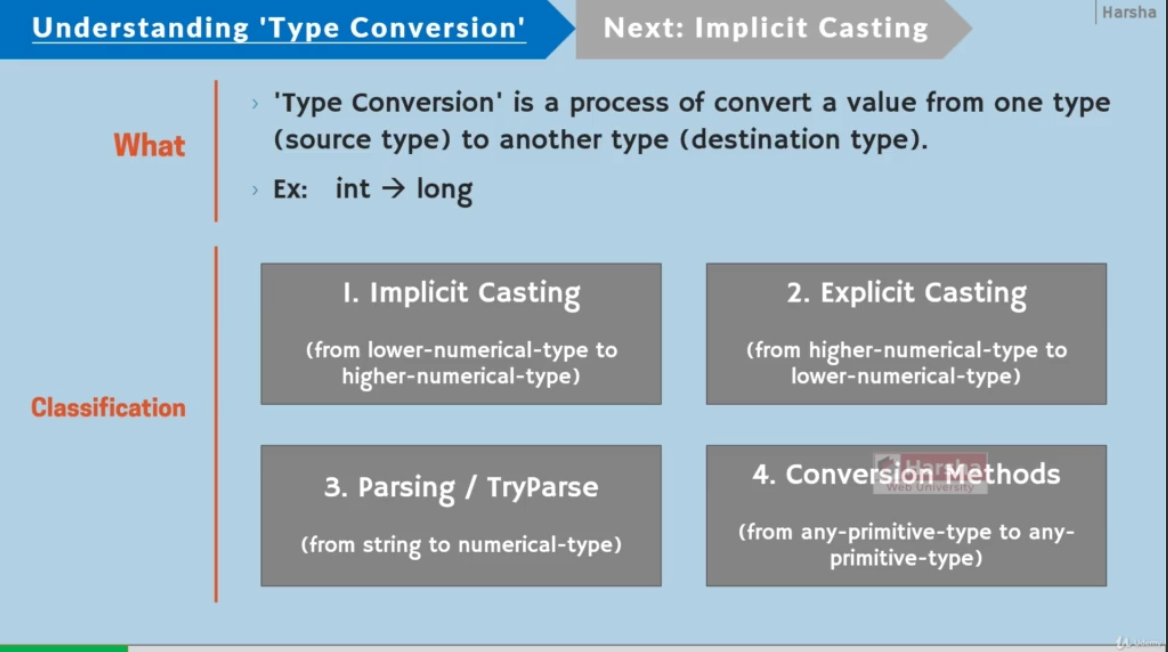 Understanding 'Type Conversion'
Next: Implicit Casting
Harsha
What
› 'Type Conversion' is a process of convert a value from one type
(source type) to another type (destination type).
› Ex: int → long
Classification
1. Implicit Casting
(from lower-numerical-type to
higher-numerical-type)
2. Explicit Casting
(from higher-numerical-type to
lower-numerical-type)
3. Parsing / TryParse
(from string to numerical-type)
4. Conversion Methods
(from any-primitive-type to any-
primitive-type)
Harsha
Web University
Udemy